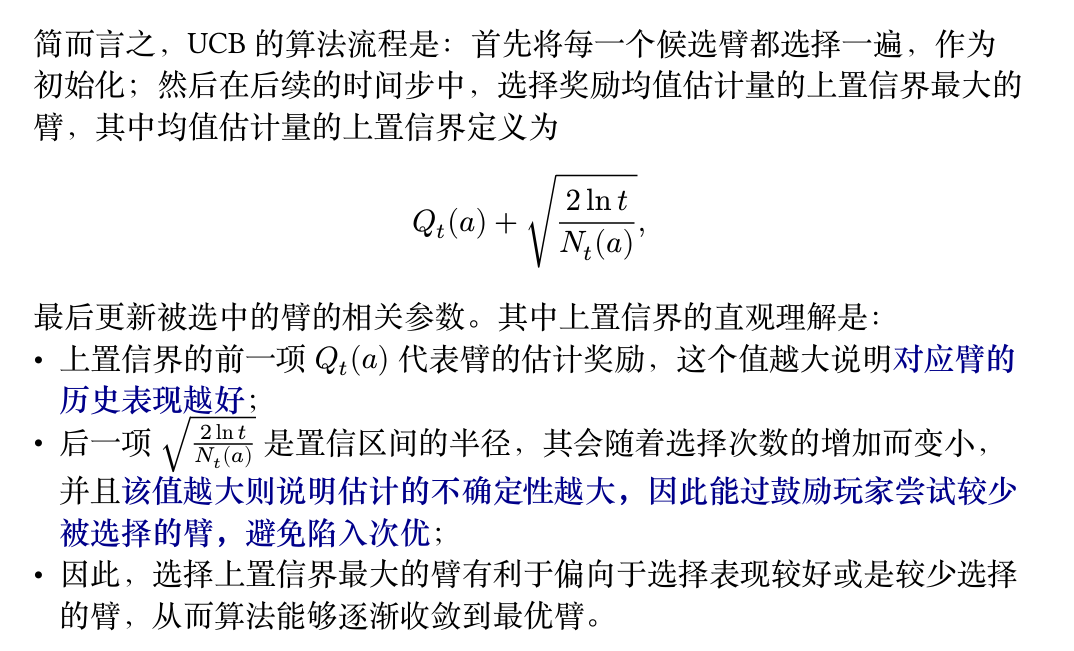 简而言之，UCB 的算法流程是：首先将每一个候选臂都选择一遍，作为
初始化；然后在后续的时间步中，选择奖励均值估计量的上置信界最大的
臂，其中均值估计量的上置信界定义为
$Q_t(a) + \sqrt{\frac{2 \ln t}{N_t(a)}},$
最后更新被选中的臂的相关参数。其中上置信界的直观理解是：
• 上置信界的前一项 $Q_t(a)$ 代表臂的估计奖励，这个值越大说明对应臂的
历史表现越好；
• 后一项 $\sqrt{\frac{2 \ln t}{N_t(a)}}$ 是置信区间的半径，其会随着选择次数的增加而变小，
并且该值越大则说明估计的不确定性越大，因此能过鼓励玩家尝试较少
被选择的臂，避免陷入次优；
• 因此，选择上置信界最大的臂有利于偏向于选择表现较好或是较少选择
的臂，从而算法能够逐渐收敛到最优臂。